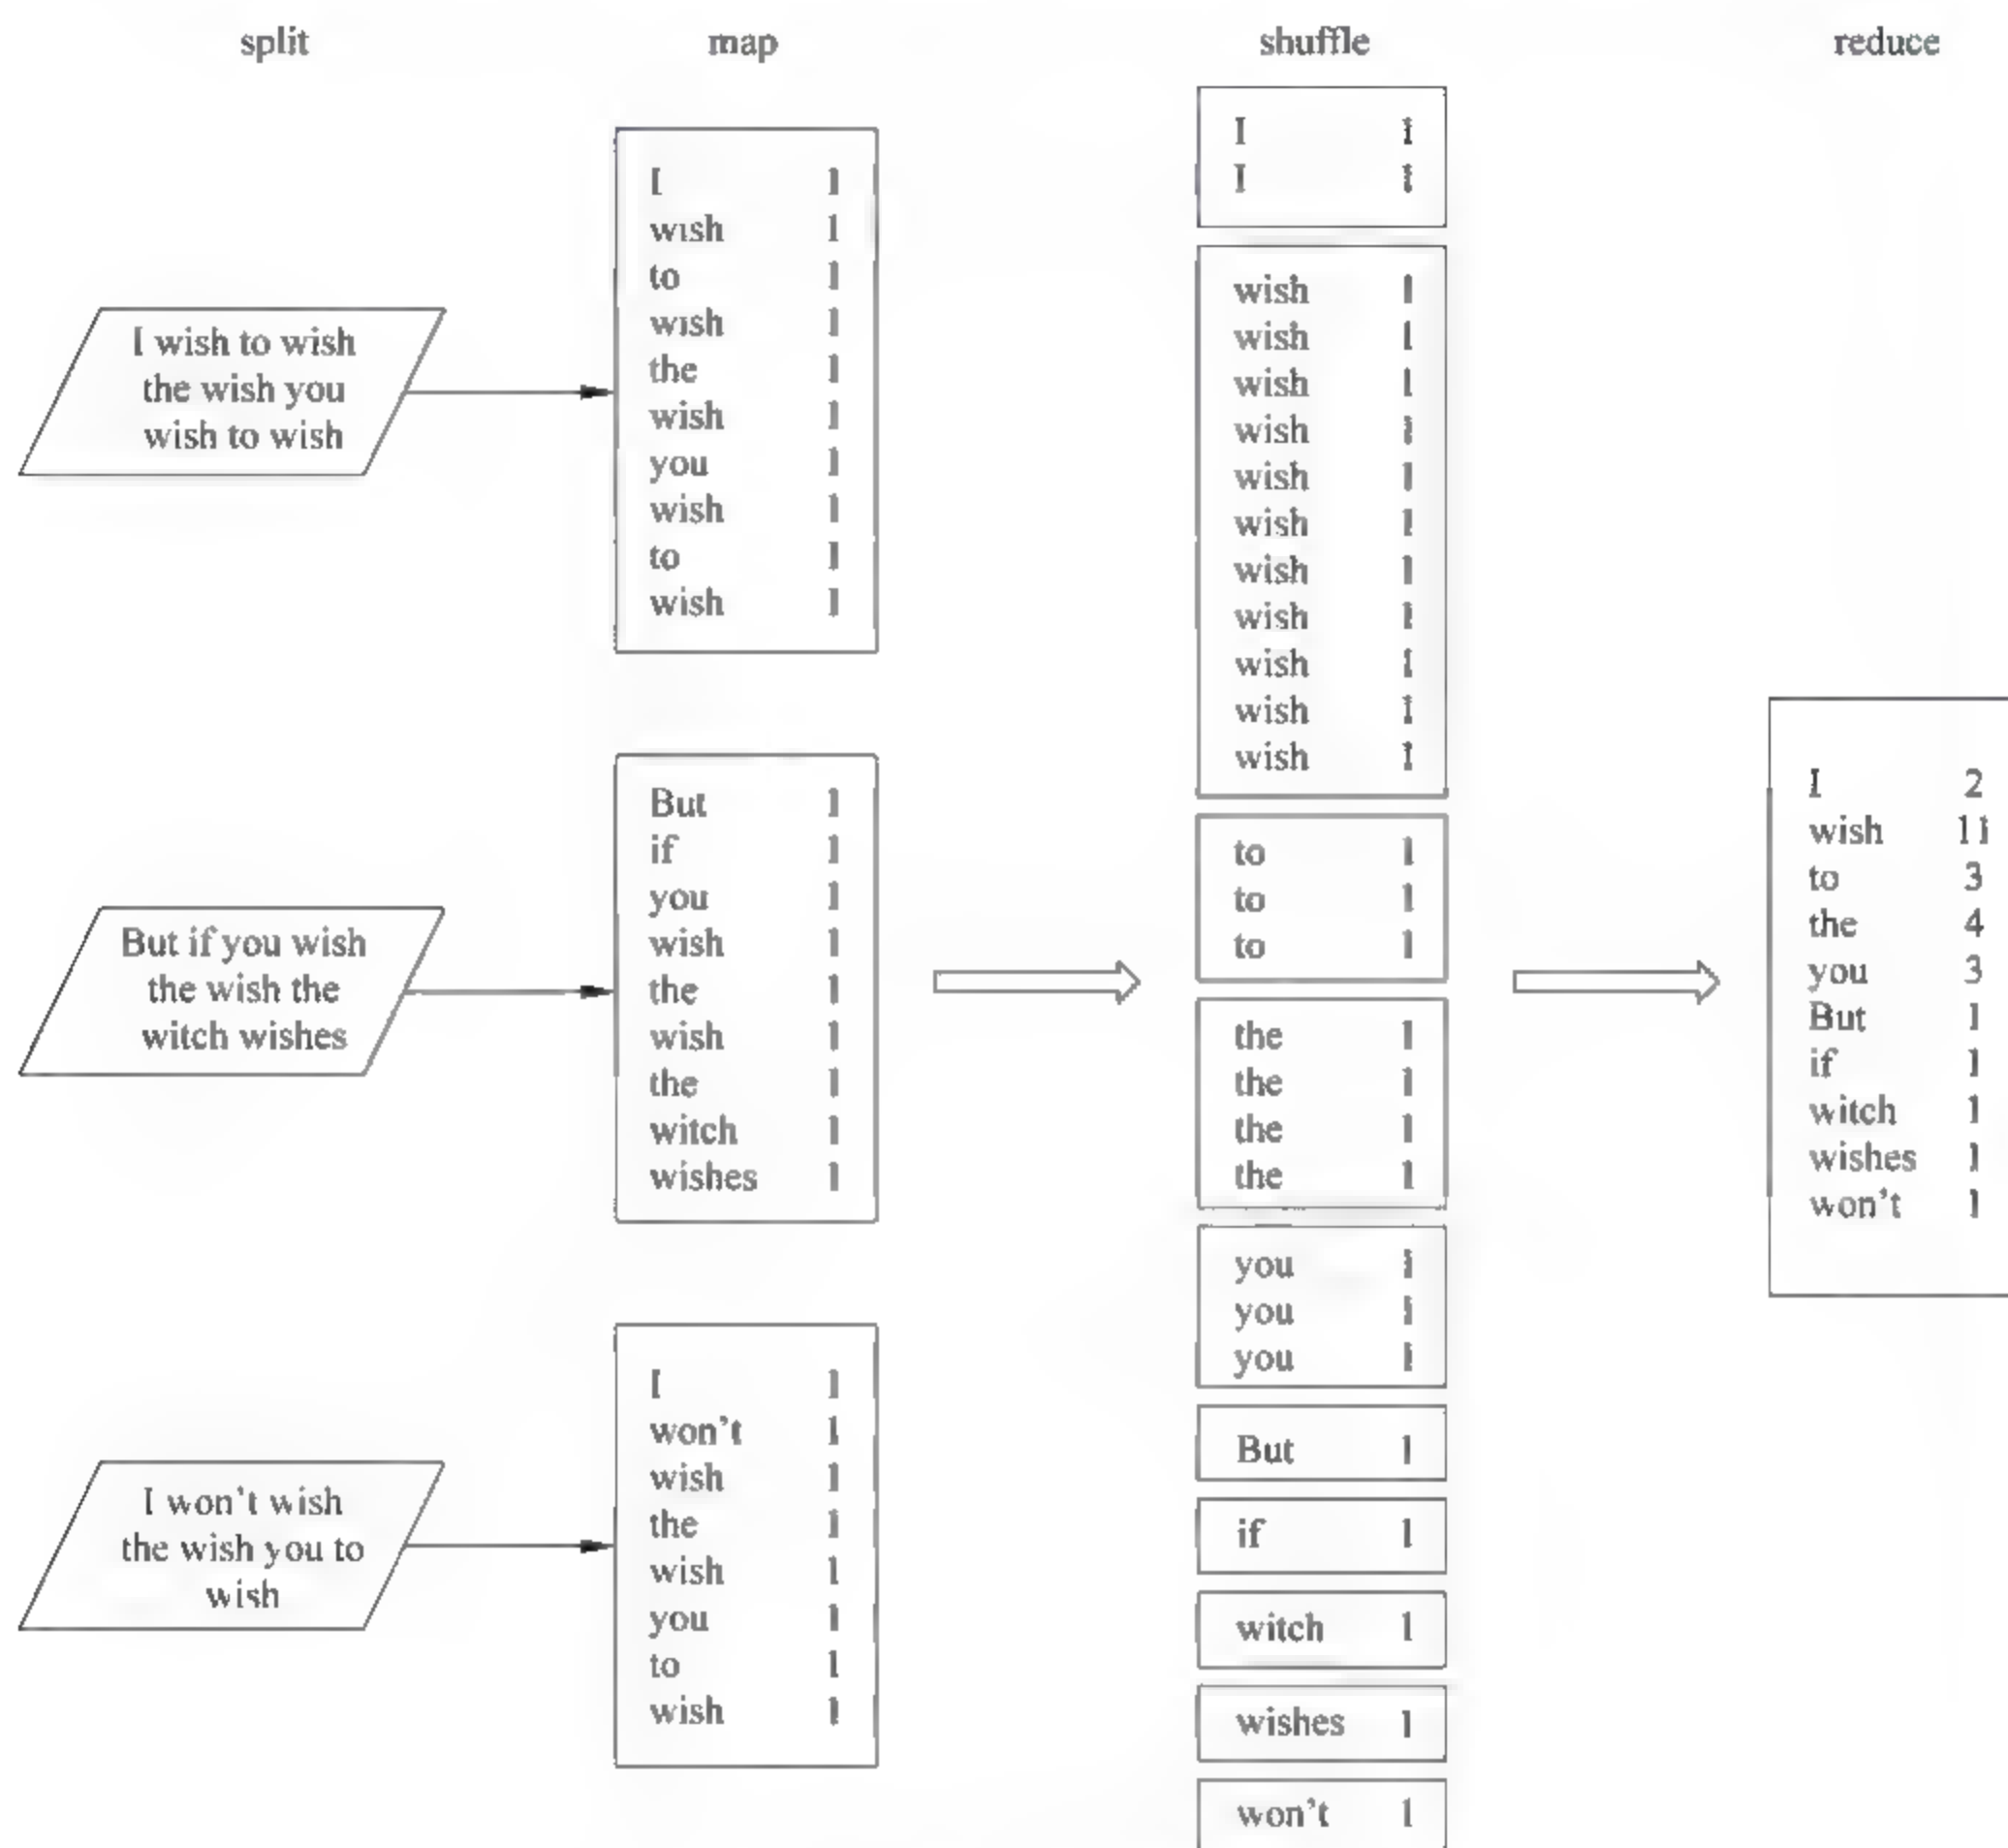 split map shuffle reduce
I wish to wish
the wish you
wish to wish
But if you wish
the wish the
witch wishes
I won't wish
the wish you to
wish
I 1
wish 1
to 1
wish 1
the 1
wish 1
you 1
wish 1
to 1
wish 1
But 1
if 1
you 1
wish 1
the 1
wish 1
the 1
witch 1
wishes 1
I 1
won't 1
wish 1
the 1
wish 1
you 1
to 1
wish 1
I 1
I 1
wish 1
wish 1
wish 1
wish 1
wish 1
wish 1
wish 1
wish 1
wish 1
wish 1
wish 1
to 1
to 1
to 1
the 1
the 1
the 1
the 1
you 1
you 1
you 1
But 1
if 1
witch 1
wishes 1
won't 1
I 2
wish 11
to 3
the 4
you 3
But 1
if 1
witch 1
wishes 1
won't 1